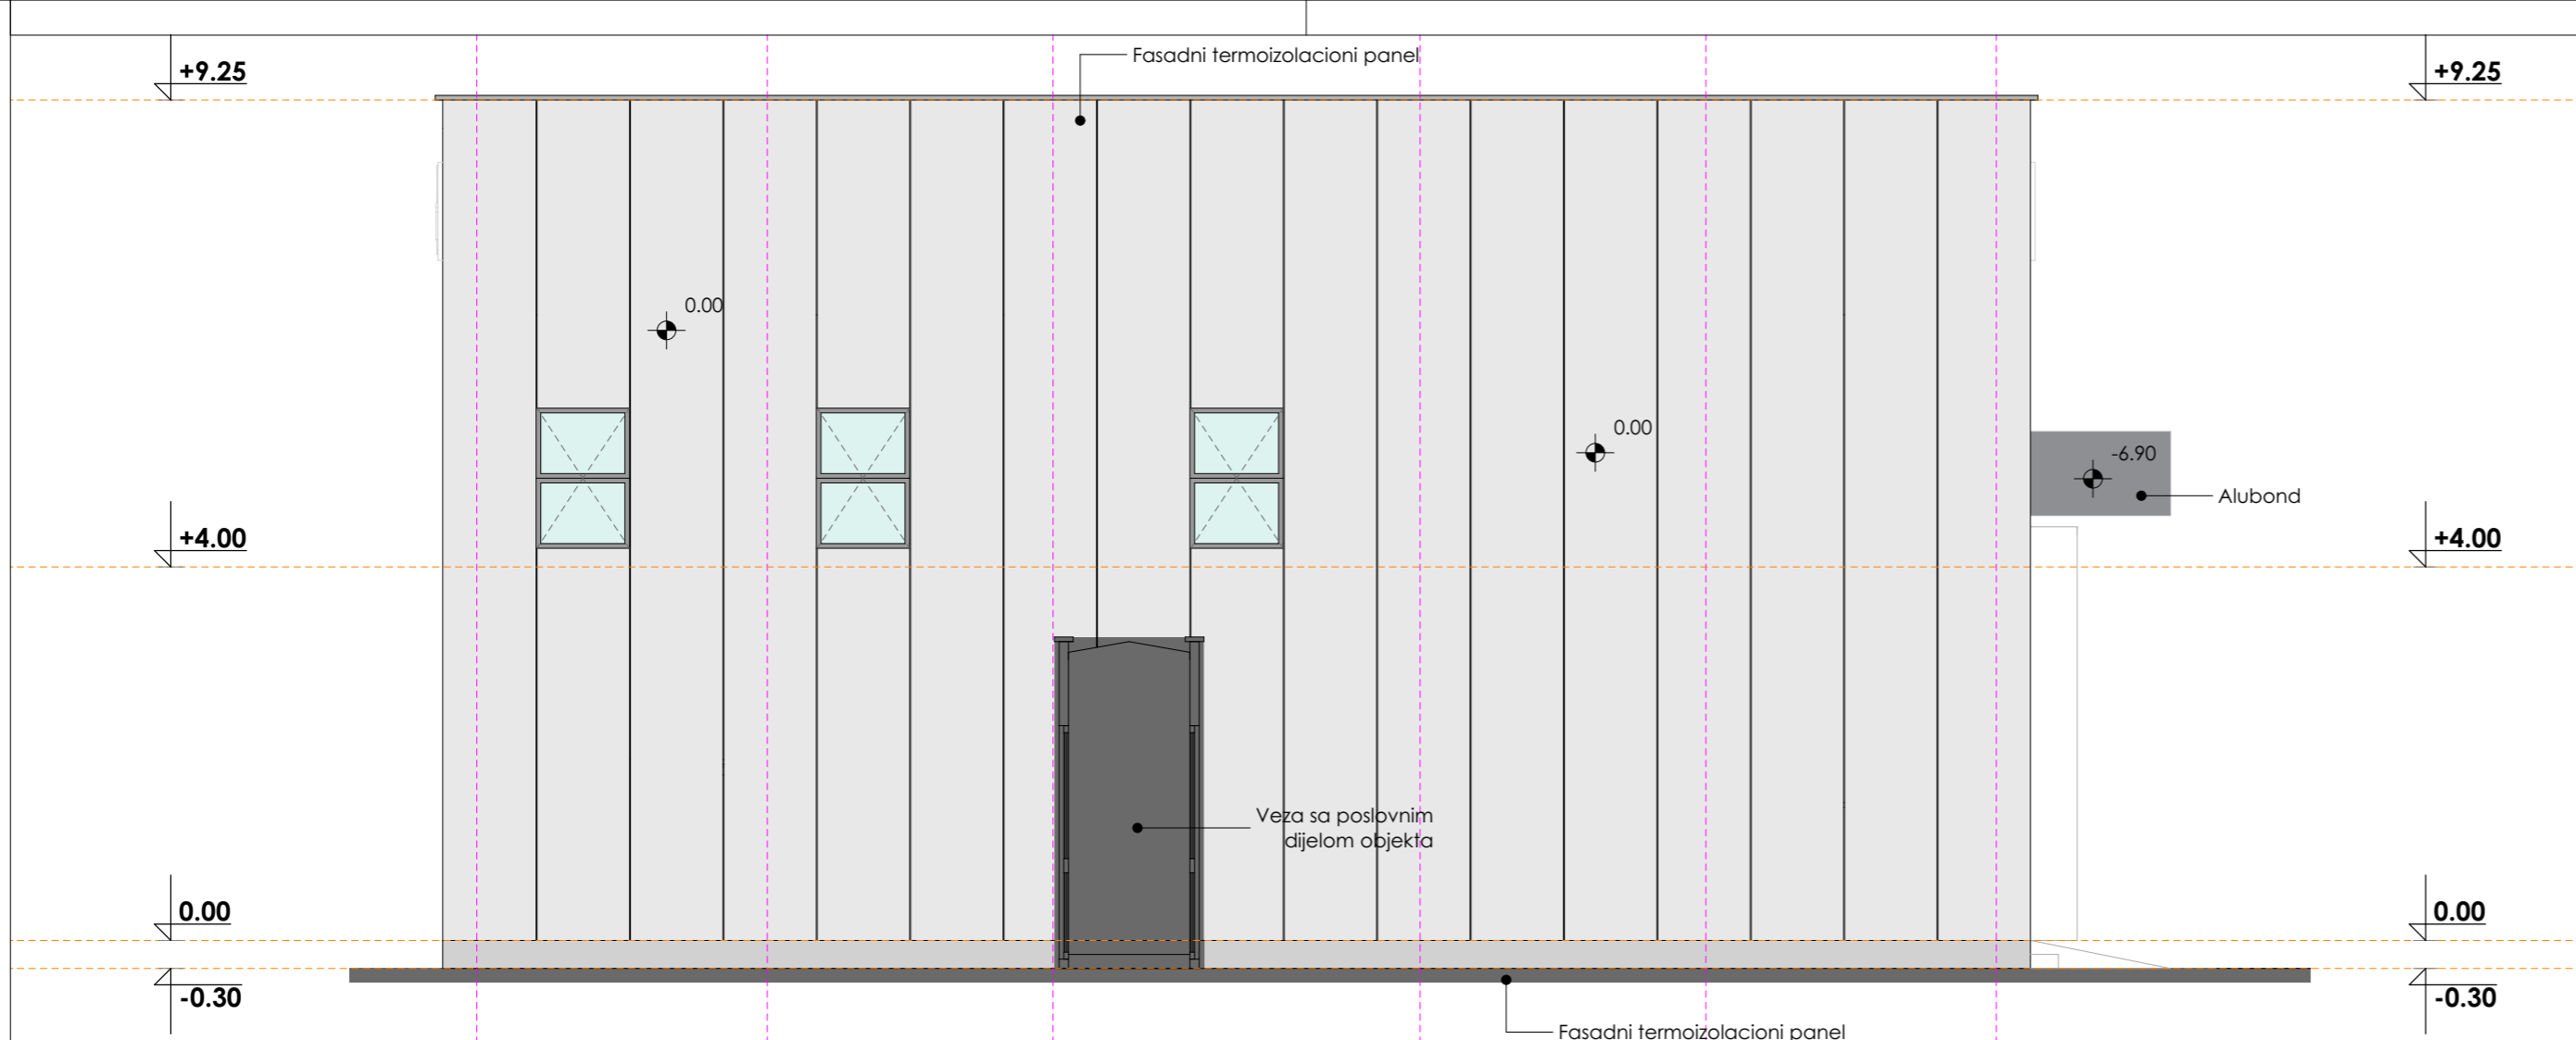 Fasadni termoizolacioni panel
+9.25
+9.25
0.00
0.00
-6.90
Alubond
+4.00
+4.00
Veza sa poslovnim
dijelom objekta
0.00
0.00
-0.30
-0.30
Fasadni termoizolacioni panel